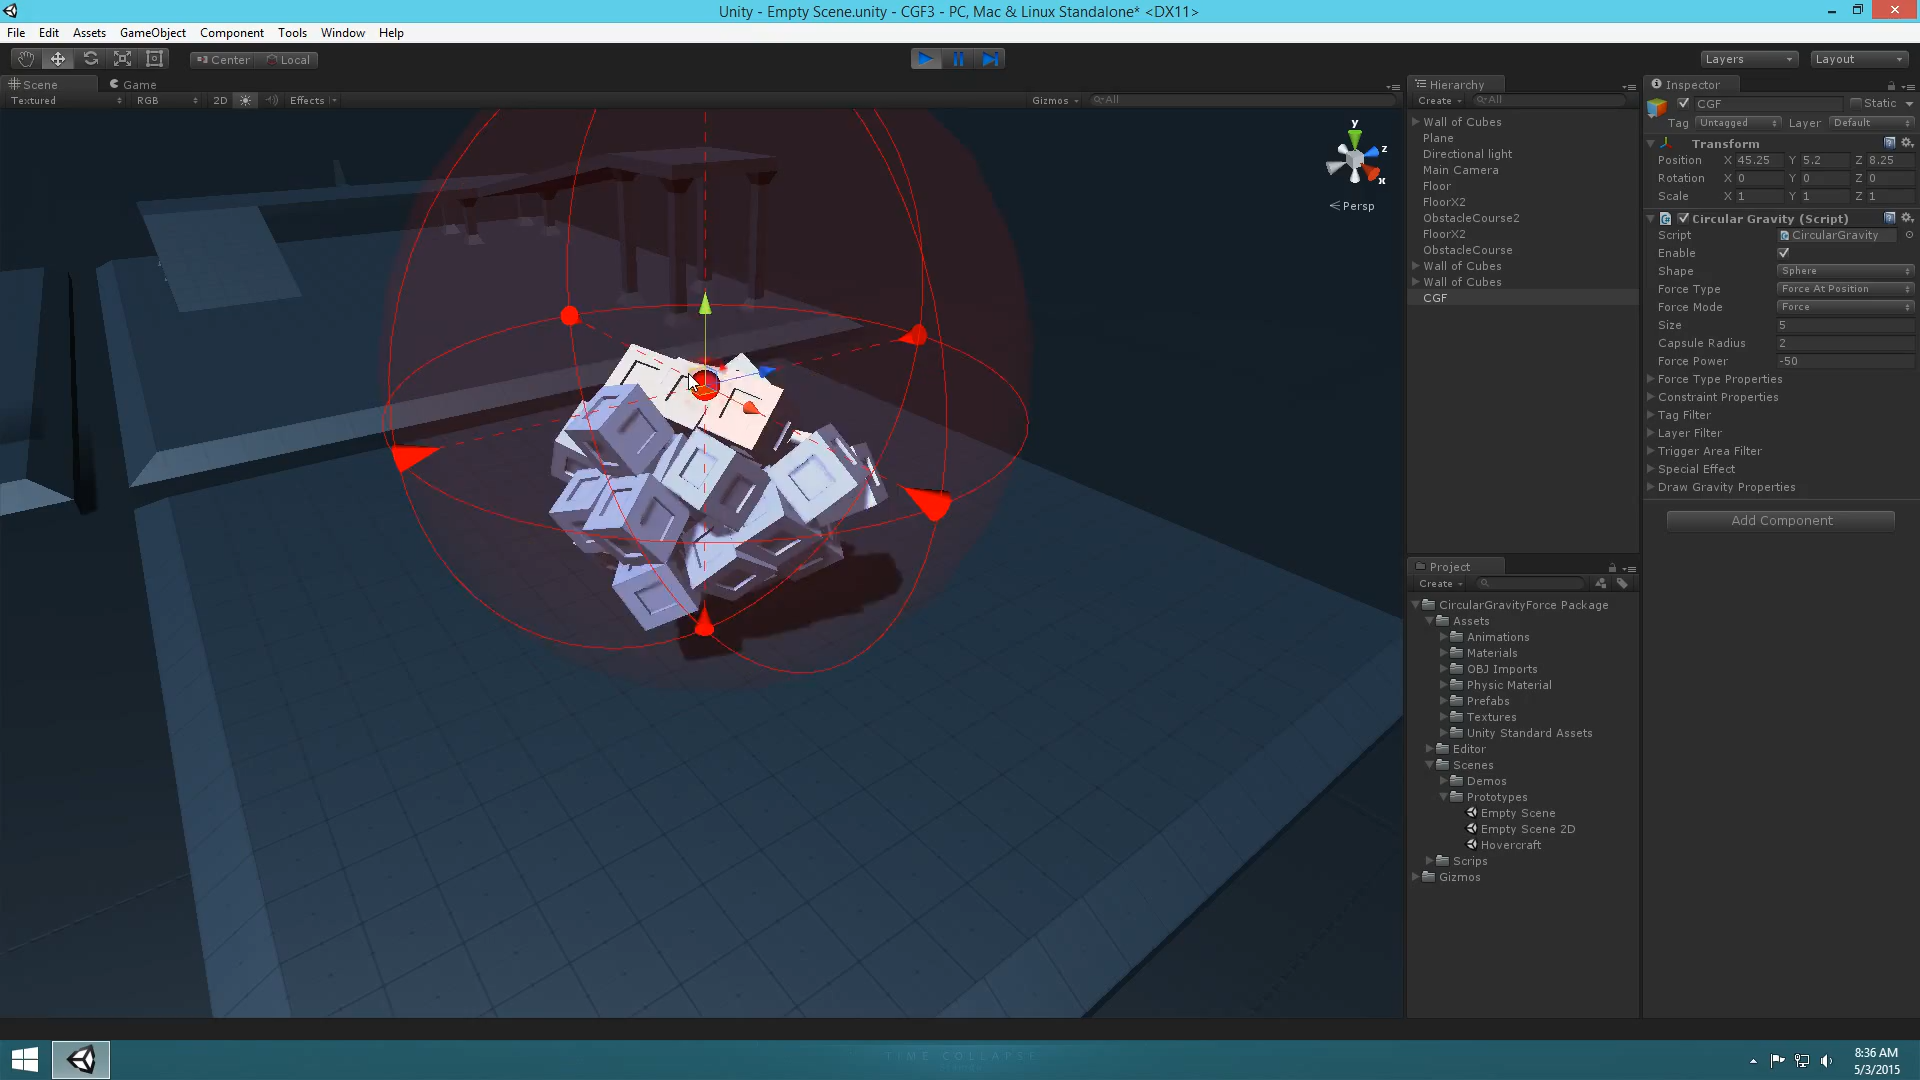 Unity - Empty Scene.unity - CGF3 - PC, Mac & Linux Standalone* <DX11>
File Edit Assets GameObject Component Tools Window Help
Center Local
Layers Layout
Scene Game
Textured RGB 2D Effects Gizmos All
y
z
x
Persp
Hierarchy
Create All
Wall of Cubes
Plane
Directional light
Main Camera
Floor
FloorX2
ObstacleCourse2
FloorX2
ObstacleCourse
Wall of Cubes
Wall of Cubes
CGF
Project
Create
CircularGravityForce Package
Assets
Animations
Materials
OBJ Imports
Physic Material
Prefabs
Textures
Unity Standard Assets
Editor
Scenes
Demos
Prototypes
Empty Scene
Empty Scene 2D
Hovercraft
Scrips
Gizmos
Inspector
CGF Static
Tag Untagged Layer Default
Transform
Position X 45.25 Y 5.2 Z 8.25
Rotation X 0 Y 0 Z 0
Scale X 1 Y 1 Z 1
Circular Gravity (Script)
Script CircularGravity
Enable
Shape Sphere
Force Type Force At Position
Force Mode Force
Size 5
Capsule Radius 2
Force Power -50
Force Type Properties
Constraint Properties
Tag Filter
Layer Filter
Trigger Area Filter
Special Effect
Draw Gravity Properties
Add Component
TIME COLLAPSE
8:36 AM
5/3/2015